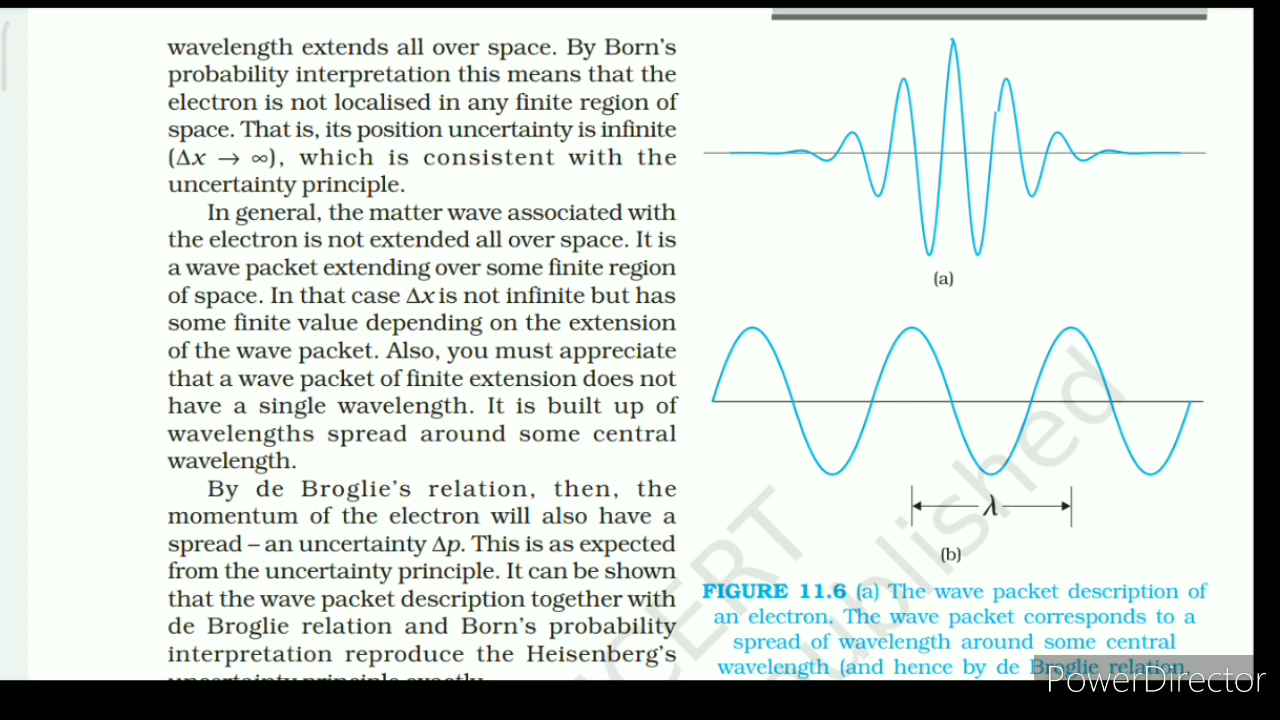 wavelength extends all over space. By Born's
probability interpretation this means that the
electron is not localised in any finite region of
space. That is, its position uncertainty is infinite
(Δx → ∞), which is consistent with the
uncertainty principle.
In general, the matter wave associated with
the electron is not extended all over space. It is
a wave packet extending over some finite region
of space. In that case Δx is not infinite but has
some finite value depending on the extension
of the wave packet. Also, you must appreciate
that a wave packet of finite extension does not
have a single wavelength. It is built up of
wavelengths spread around some central
wavelength.
By de Broglie's relation, then, the
momentum of the electron will also have a
spread – an uncertainty Δp. This is as expected
from the uncertainty principle. It can be shown
that the wave packet description together with
de Broglie relation and Born's probability
interpretation reproduce the Heisenberg's
uncertainty principle exactly.
(a)
λ
(b)
FIGURE 11.6 (a) The wave packet description of
an electron. The wave packet corresponds to a
spread of wavelength around some central
wavelength (and hence by de Broglie relation,
PowerDirector